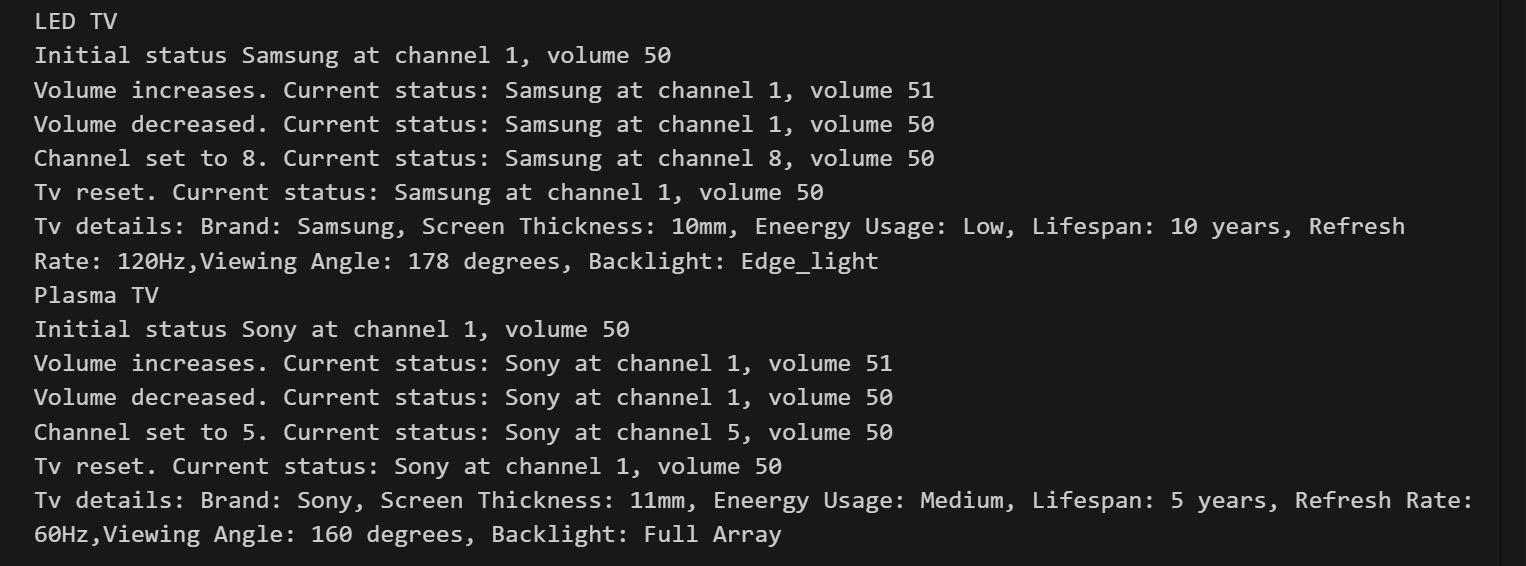 LED TV
Initial status Samsung at channel 1, volume 50
Volume increases. Current status: Samsung at channel 1, volume 51
Volume decreased. Current status: Samsung at channel 1, volume 50
Channel set to 8. Current status: Samsung at channel 8, volume 50
Tv reset. Current status: Samsung at channel 1, volume 50
Tv details: Brand: Samsung, Screen Thickness: 10mm, Eneergy Usage: Low, Lifespan: 10 years, Refresh
Rate: 120Hz,Viewing Angle: 178 degrees, Backlight: Edge_light
Plasma TV
Initial status Sony at channel 1, volume 50
Volume increases. Current status: Sony at channel 1, volume 51
Volume decreased. Current status: Sony at channel 1, volume 50
Channel set to 5. Current status: Sony at channel 5, volume 50
Tv reset. Current status: Sony at channel 1, volume 50
Tv details: Brand: Sony, Screen Thickness: 11mm, Eneergy Usage: Medium, Lifespan: 5 years, Refresh Rate:
60Hz,Viewing Angle: 160 degrees, Backlight: Full Array